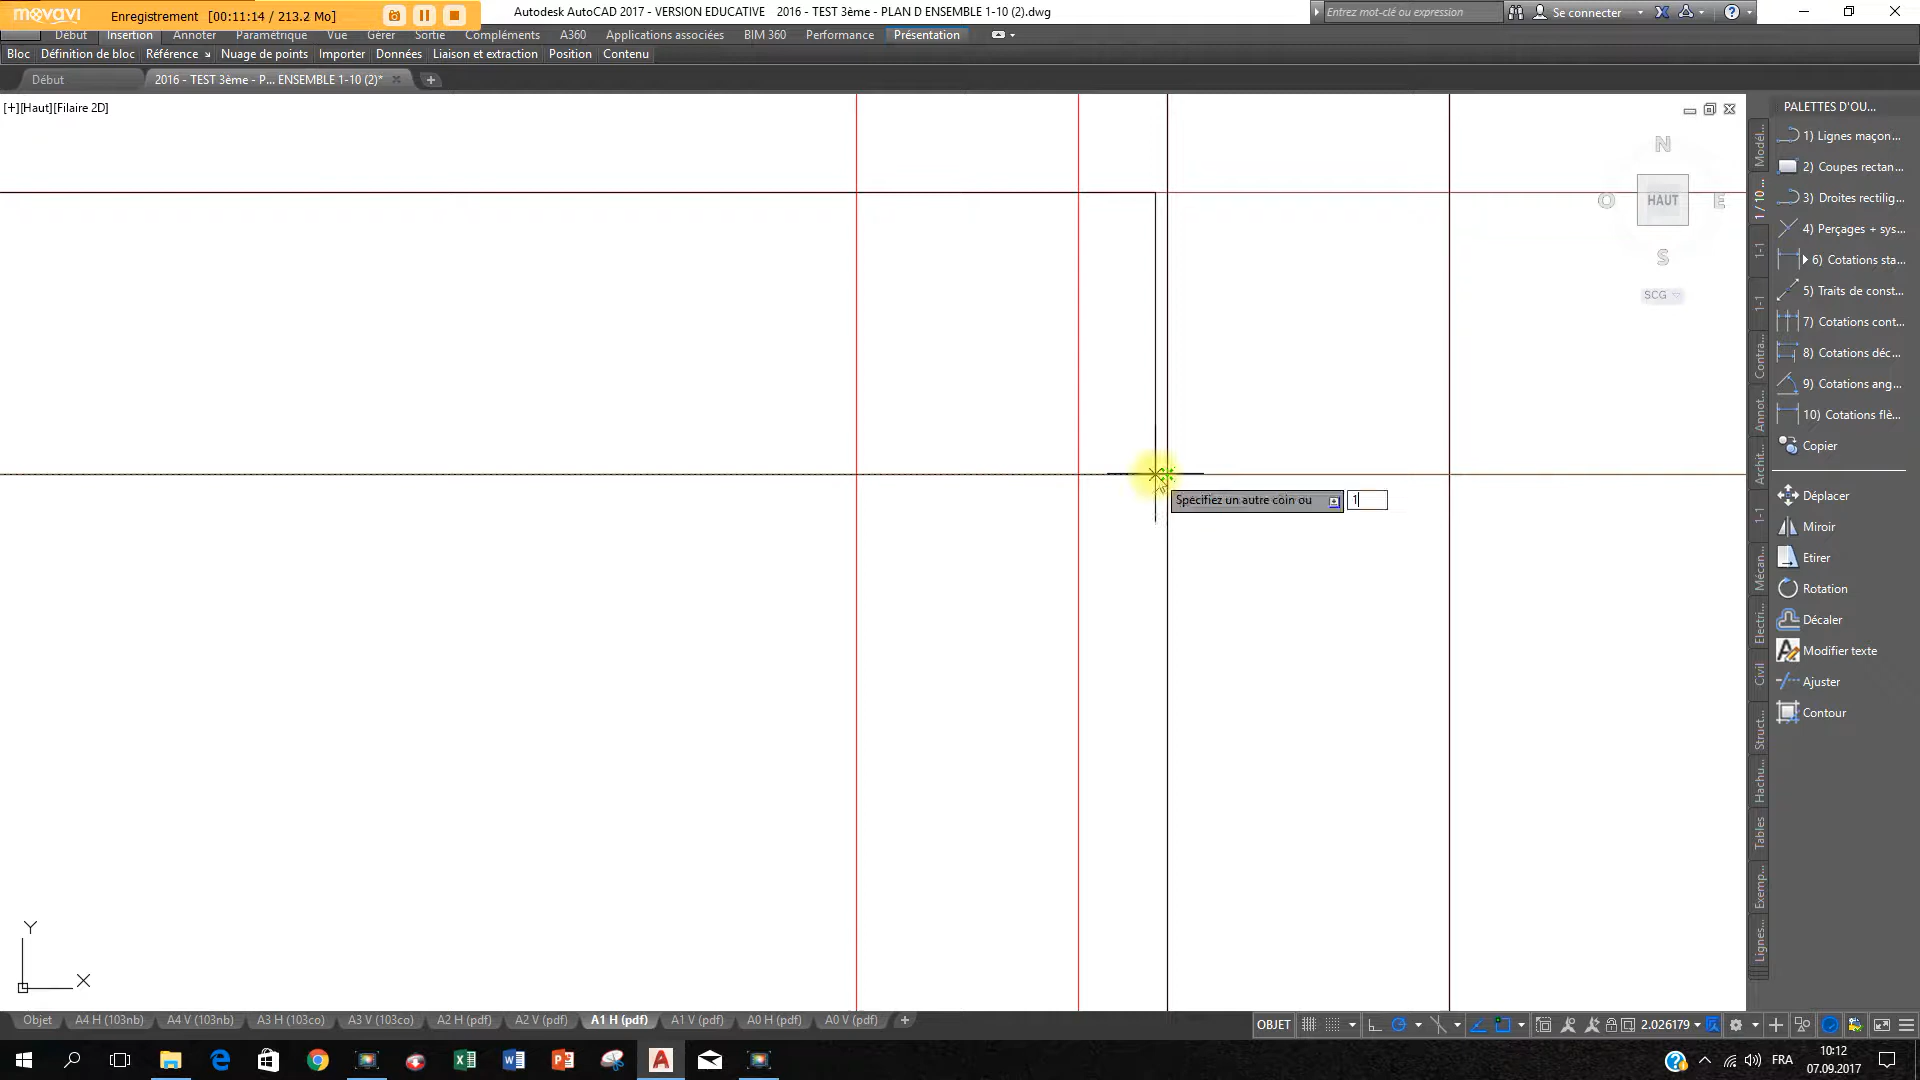 movavi
Enregistrement [00:11:14 / 213.2 Mo]
Autodesk AutoCAD 2017 - VERSION EDUCATIVE 2016 - TEST 3ème - PLAN D ENSEMBLE 1-10 (2).dwg
Entrez mot-clé ou expression
Se connecter
Début Insertion Annoter Paramétrique Vue Gérer Sortie Compléments A360 Applications associées BIM 360 Performance Présentation
Bloc Définition de bloc Référence Nuage de points Importer Données Liaison et extraction Position Contenu
Début
2016 - TEST 3ème - P... ENSEMBLE 1-10 (2)*
[+][Haut][Filaire 2D]
N
O
HAUT
E
S
SCG
PALETTES D'OU...
1) Lignes maçon...
2) Coupes rectan...
3) Droites rectilig...
4) Perçages + sys...
6) Cotations sta...
5) Traits de const...
7) Cotations cont...
8) Cotations déc...
9) Cotations ang...
10) Cotations flè...
Copier
Déplacer
Miroir
Etirer
Rotation
Décaler
Modifier texte
Ajuster
Contour
Modél...
1 / 10 ...
1-1
1-1
Contra...
Annot...
Archit...
1-1
Mécan...
Electri...
Civil
Struct...
Hachu...
Tables
Exemp...
Lignes...
Spécifiez un autre coin ou
1
Y
X
Objet A4 H (103nb) A4 V (103nb) A3 H (103co) A3 V (103co) A2 H (pdf) A2 V (pdf) A1 H (pdf) A1 V (pdf) A0 H (pdf) A0 V (pdf)
OBJET
2.026179
FRA
10:12
07.09.2017